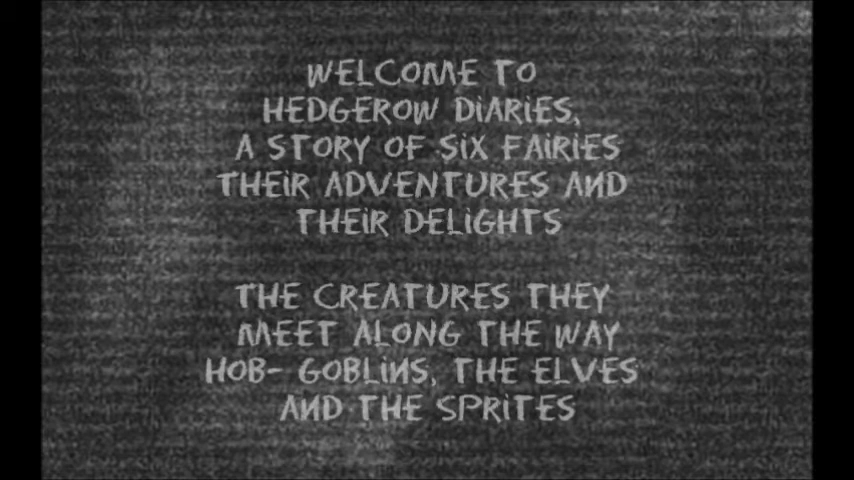 WELCOME TO
HEDGEROW DiARiES,
A STORY OF SiX FAiRiES
THEiR ADVENTURES AND
THEiR DELiGHTS
THE CREATURES THEY
MEET ALONG THE WAY
HOB- GOBLiNS, THE ELVES
AND THE SPRiTES